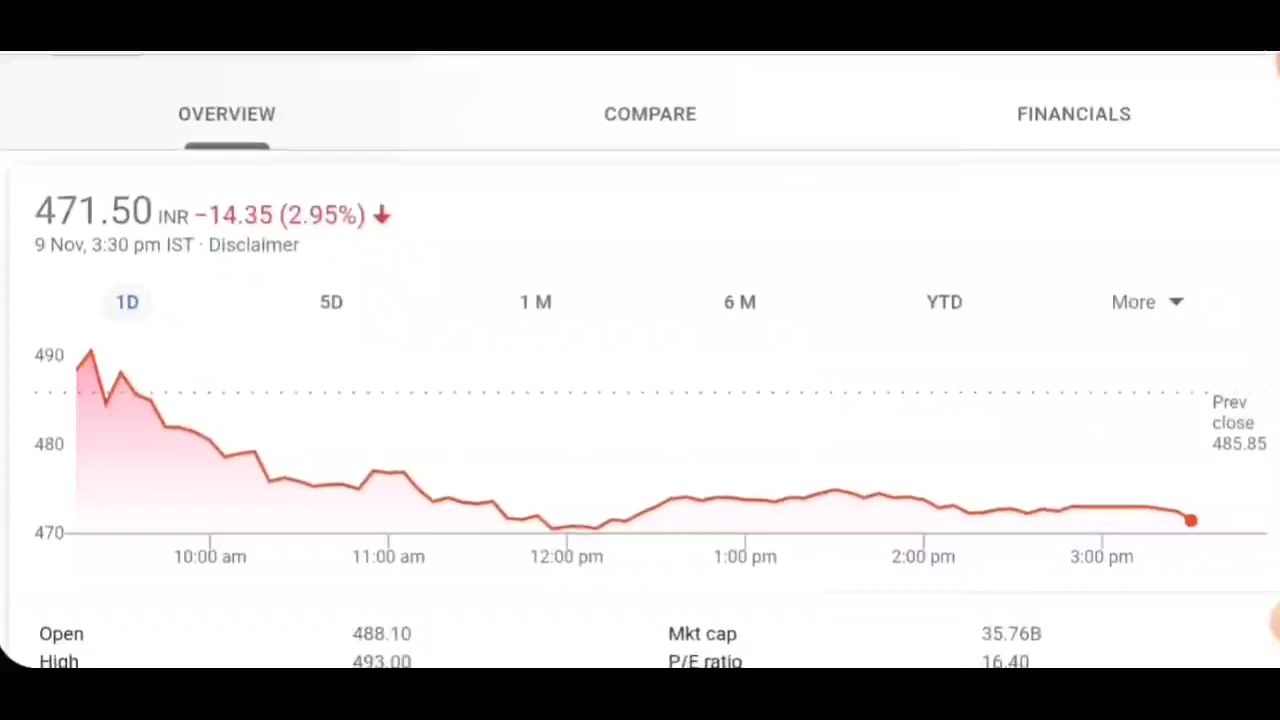 OVERVIEW COMPARE FINANCIALS
471.50 INR −14.35 (2.95%)
9 Nov, 3:30 pm IST · Disclaimer
1D 5D 1 M 6 M YTD More
490
Prev
close
480
485.85
470
10:00 am 11:00 am 12:00 pm 1:00 pm 2:00 pm 3:00 pm
Open 488.10 Mkt cap 35.76B
High 493.00 P/E ratio 16.40